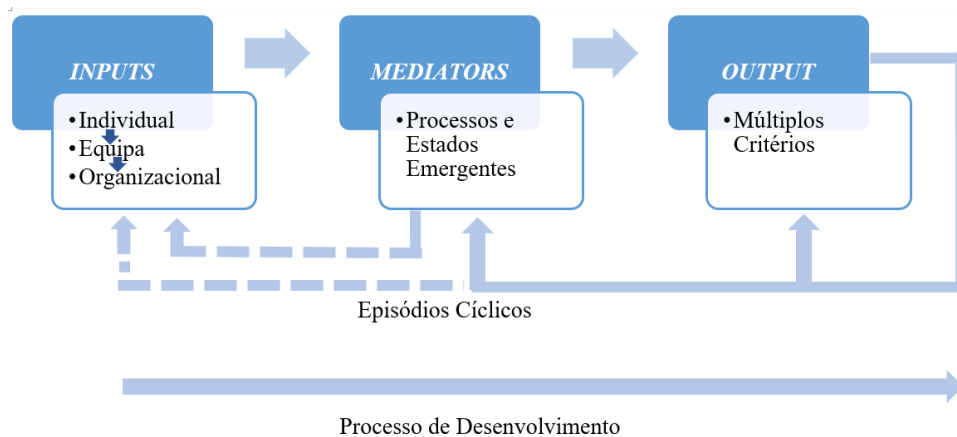 INPUTS
•Individual
•Equipa
•Organizacional
MEDIATORS
•Processos e
Estados
Emergentes
OUTPUT
•Múltiplos
Critérios
Episódios Cíclicos
Processo de Desenvolvimento